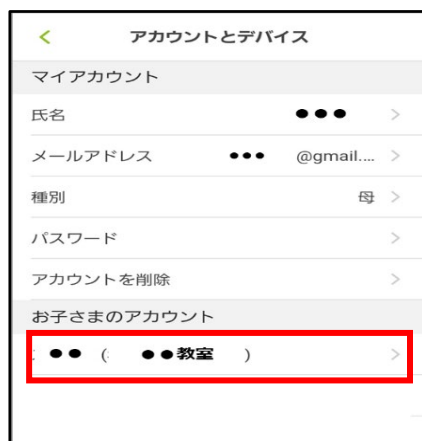 アカウントとデバイス
マイアカウント
氏名 ●●●
メールアドレス ●●● @gmail....
種別 母
パスワード
アカウントを削除
お子さまのアカウント
●● ( ●●教室 )